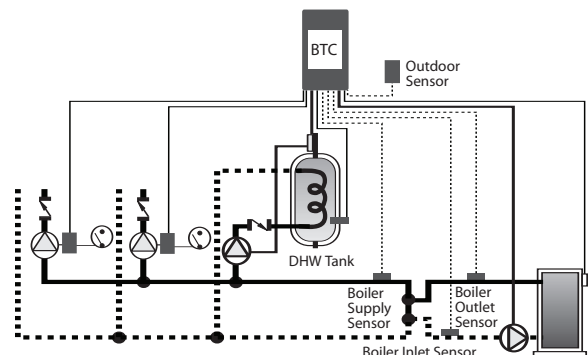 BTC
Outdoor
Sensor
DHW Tank
Boiler
Supply
Sensor
Boiler
Outlet
Sensor
Boiler Inlet Sensor